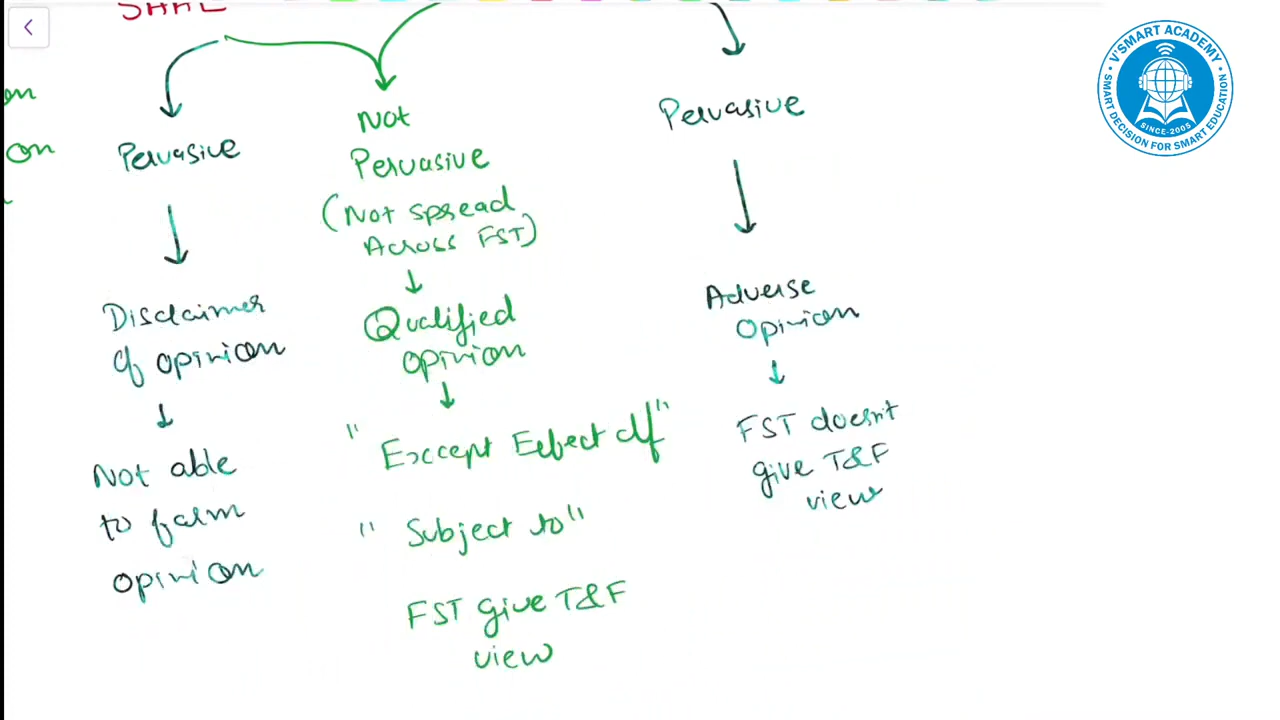 on
on
Pervasive
Disclaimer
of opinion
Not able
to form
opinion
Not
Pervasive
(Not spread
Across FST)
Qualified
opinion
"Except Effect of"
"Subject to"
FST give T&F
view
Pervasive
Adverse
Opinion
FST doesn't
give T&F
view
V'SMART ACADEMY
SINCE-2005
SMART DECISION FOR SMART EDUCATION